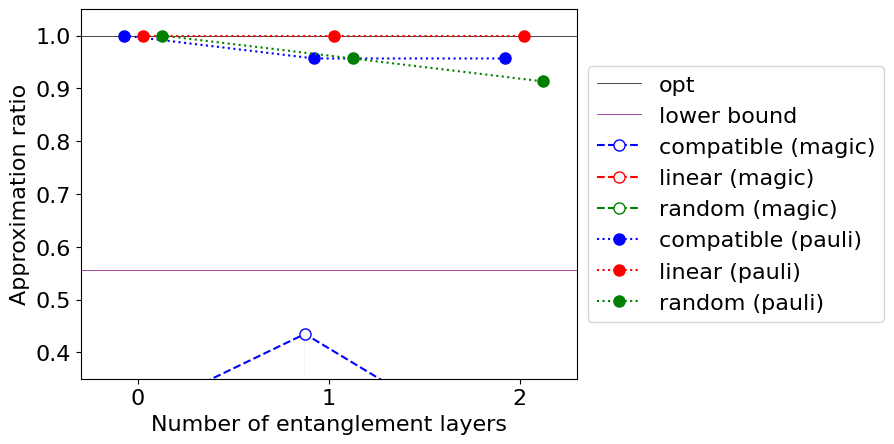 1.0
0.9
0.8
0.7
0.6
0.5
0.4
Approximation ratio
0
1
2
Number of entanglement layers
opt
lower bound
compatible (magic)
linear (magic)
random (magic)
compatible (pauli)
linear (pauli)
random (pauli)